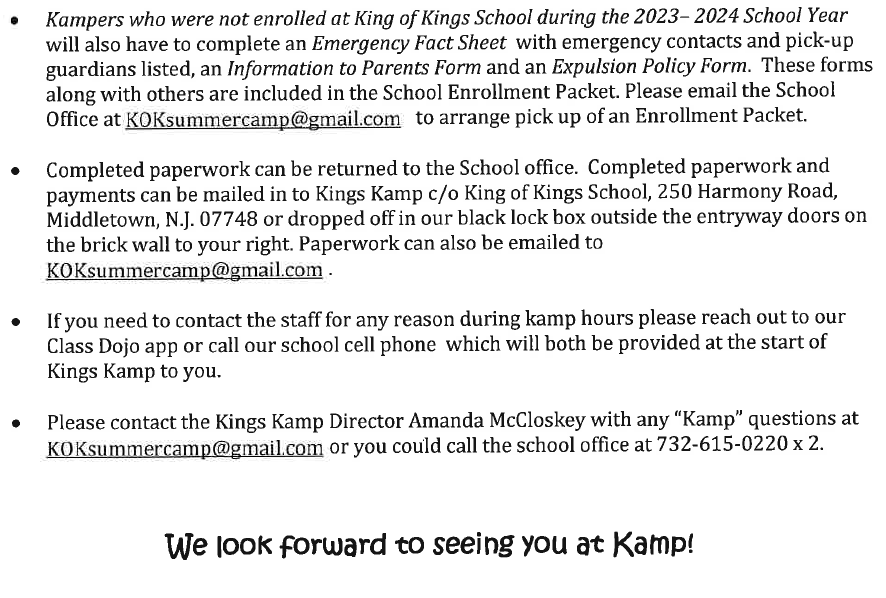 • Kampers who were not enrolled at King of Kings School during the 2023– 2024 School Year
will also have to complete an Emergency Fact Sheet with emergency contacts and pick-up
guardians listed, an Information to Parents Form and an Expulsion Policy Form. These forms
along with others are included in the School Enrollment Packet. Please email the School
Office at KOKsummercamp@gmail.com to arrange pick up of an Enrollment Packet.
• Completed paperwork can be returned to the School office. Completed paperwork and
payments can be mailed in to Kings Kamp c/o King of Kings School, 250 Harmony Road,
Middletown, N.J. 07748 or dropped off in our black lock box outside the entryway doors on
the brick wall to your right. Paperwork can also be emailed to
KOKsummercamp@gmail.com .
• If you need to contact the staff for any reason during kamp hours please reach out to our
Class Dojo app or call our school cell phone which will both be provided at the start of
Kings Kamp to you.
• Please contact the Kings Kamp Director Amanda McCloskey with any “Kamp” questions at
KOKsummercamp@gmail.com or you could call the school office at 732-615-0220 x 2.
We look forward to seeing you at Kamp!